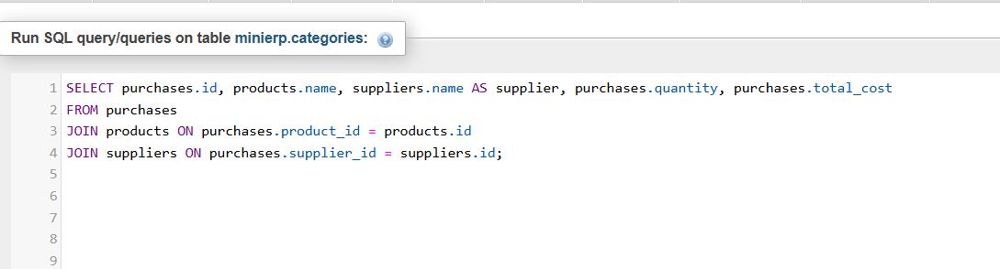 Run SQL query/queries on table minierp.categories:
1 SELECT purchases.id, products.name, suppliers.name AS supplier, purchases.quantity, purchases.total_cost
2 FROM purchases
3 JOIN products ON purchases.product_id = products.id
4 JOIN suppliers ON purchases.supplier_id = suppliers.id;
5
6
7
8
9